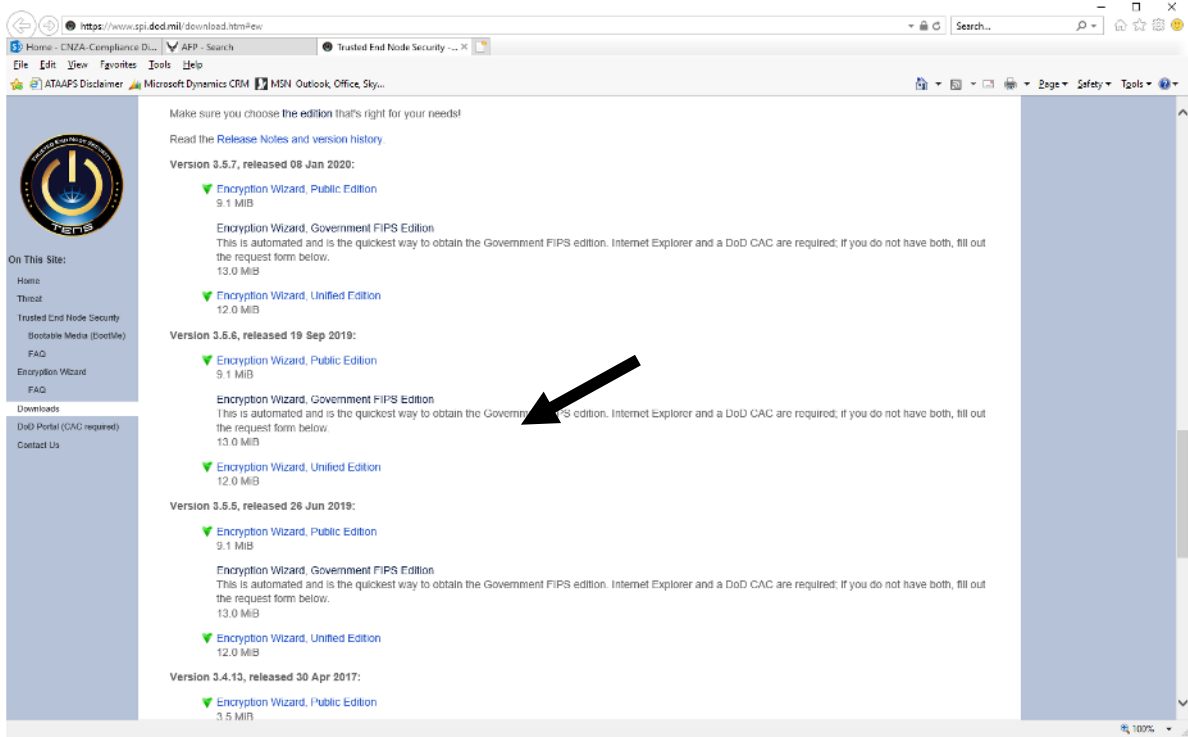 https://www.spi.dod.mil/download.htm#ew
Search...
Home - CNZA-Compliance Di...
AFP - Search
Trusted End Node Security -...
File Edit View Favorites Tools Help
ATAAPS Disclaimer Microsoft Dynamics CRM MSN Outlook, Office, Sky...
Page Safety Tools
Make sure you choose the edition that's right for your needs!
Read the Release Notes and version history.
Version 3.5.7, released 08 Jan 2020:
Encryption Wizard, Public Edition
9.1 MiB
Encryption Wizard, Government FIPS Edition
This is automated and is the quickest way to obtain the Government FIPS edition. Internet Explorer and a DoD CAC are required; if you do not have both, fill out
the request form below.
13.0 MiB
Encryption Wizard, Unified Edition
12.0 MiB
Version 3.5.6, released 19 Sep 2019:
Encryption Wizard, Public Edition
9.1 MiB
Encryption Wizard, Government FIPS Edition
This is automated and is the quickest way to obtain the Governm PS edition. Internet Explorer and a DoD CAC are required; if you do not have both, fill out
the request form below.
13.0 MiB
Encryption Wizard, Unified Edition
12.0 MiB
Version 3.5.5, released 26 Jun 2019:
Encryption Wizard, Public Edition
9.1 MiB
Encryption Wizard, Government FIPS Edition
This is automated and is the quickest way to obtain the Government FIPS edition. Internet Explorer and a DoD CAC are required; if you do not have both, fill out
the request form below.
13.0 MiB
Encryption Wizard, Unified Edition
12.0 MiB
Version 3.4.13, released 30 Apr 2017:
Encryption Wizard, Public Edition
3.5 MiB
TRUSTED END NODE SECURITY
TENS
On This Site:
Home
Threat
Trusted End Node Security
Bootable Media (BootMe)
FAQ
Encryption Wizard
FAQ
Downloads
DoD Portal (CAC required)
Contact Us
100%